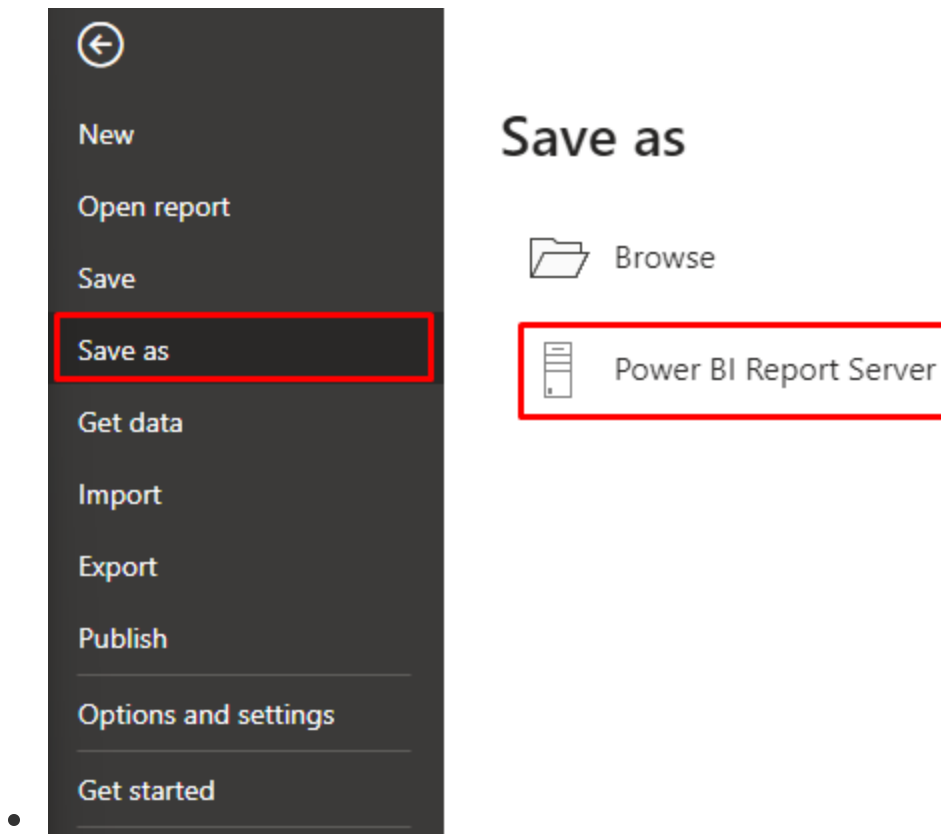 New
Open report
Save
Save as
Get data
Import
Export
Publish
Options and settings
Get started
Save as
Browse
Power BI Report Server